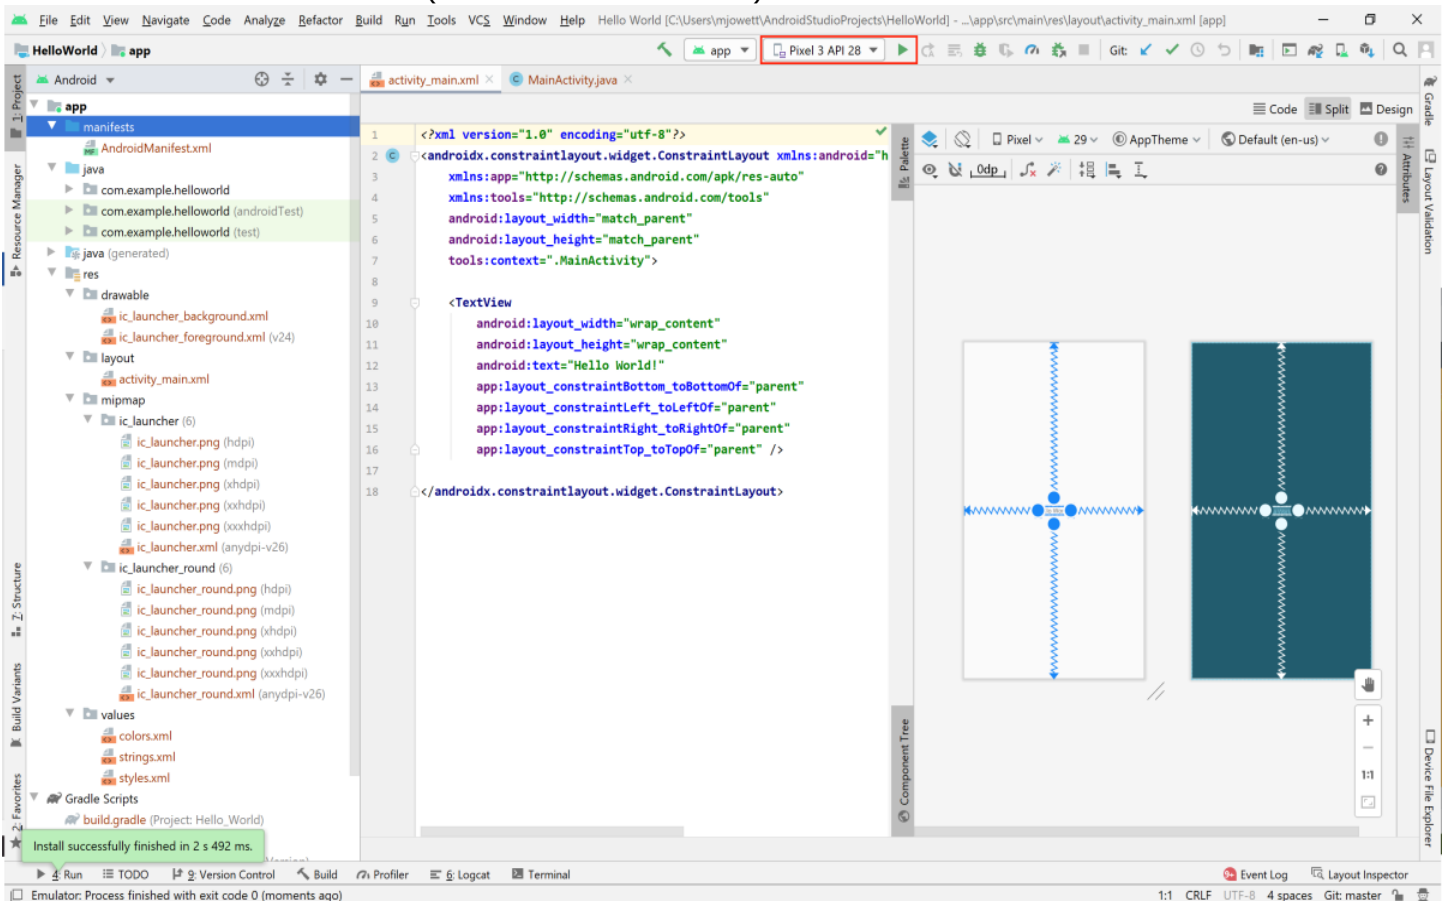 File Edit View Navigate Code Analyze Refactor Build Run Tools VCS Window Help Hello World [C:\Users\mjowett\AndroidStudioProjects\HelloWorld] - ...\app\src\main\res\layout\activity_main.xml [app]
HelloWorld app
app Pixel 3 API 28 Git:
1: Project
Resource Manager
Z: Structure
Build Variants
2: Favorites
Android
app
manifests
AndroidManifest.xml
java
com.example.helloworld
com.example.helloworld (androidTest)
com.example.helloworld (test)
java (generated)
res
drawable
ic_launcher_background.xml
ic_launcher_foreground.xml (v24)
layout
activity_main.xml
mipmap
ic_launcher (6)
ic_launcher.png (hdpi)
ic_launcher.png (mdpi)
ic_launcher.png (xhdpi)
ic_launcher.png (xxhdpi)
ic_launcher.png (xxxhdpi)
ic_launcher.xml (anydpi-v26)
ic_launcher_round (6)
ic_launcher_round.png (hdpi)
ic_launcher_round.png (mdpi)
ic_launcher_round.png (xhdpi)
ic_launcher_round.png (xxhdpi)
ic_launcher_round.png (xxxhdpi)
ic_launcher_round.xml (anydpi-v26)
values
colors.xml
strings.xml
styles.xml
Gradle Scripts
build.gradle (Project: Hello_World)
Install successfully finished in 2 s 492 ms.
activity_main.xml MainActivity.java
Code Split Design
1 <?xml version="1.0" encoding="utf-8"?>
2 <androidx.constraintlayout.widget.ConstraintLayout xmlns:android="h
3 xmlns:app="http://schemas.android.com/apk/res-auto"
4 xmlns:tools="http://schemas.android.com/tools"
5 android:layout_width="match_parent"
6 android:layout_height="match_parent"
7 tools:context=".MainActivity">
8
9 <TextView
10 android:layout_width="wrap_content"
11 android:layout_height="wrap_content"
12 android:text="Hello World!"
13 app:layout_constraintBottom_toBottomOf="parent"
14 app:layout_constraintLeft_toLeftOf="parent"
15 app:layout_constraintRight_toRightOf="parent"
16 app:layout_constraintTop_toTopOf="parent" />
17
18 </androidx.constraintlayout.widget.ConstraintLayout>
Palette
Component Tree
Pixel 29 AppTheme Default (en-us)
0dp
1:1
Attributes
Gradle
Layout Validation
Device File Explorer
4: Run TODO 9: Version Control Build Profiler 6: Logcat Terminal Event Log Layout Inspector
Emulator: Process finished with exit code 0 (moments ago) 1:1 CRLF UTF-8 4 spaces Git: master